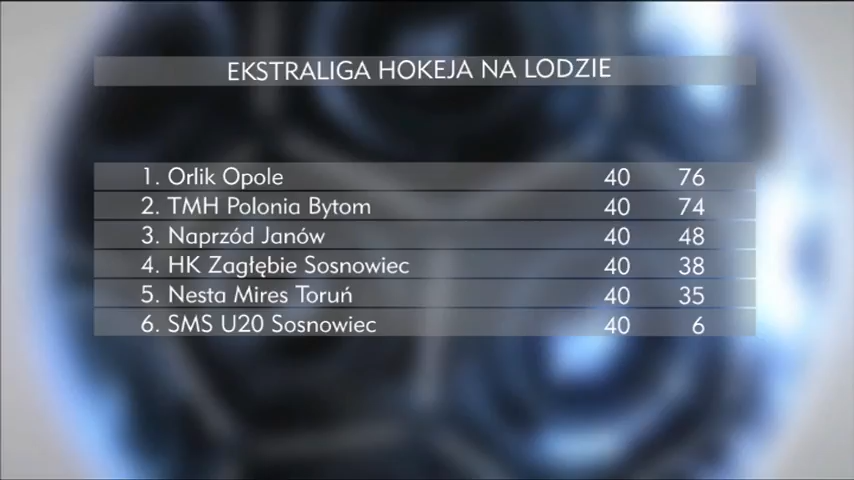 EKSTRALIGA HOKEJA NA LODZIE
1. Orlik Opole 40 76
2. TMH Polonia Bytom 40 74
3. Naprzód Janów 40 48
4. HK Zagłębie Sosnowiec 40 38
5. Nesta Mires Toruń 40 35
6. SMS U20 Sosnowiec 40 6